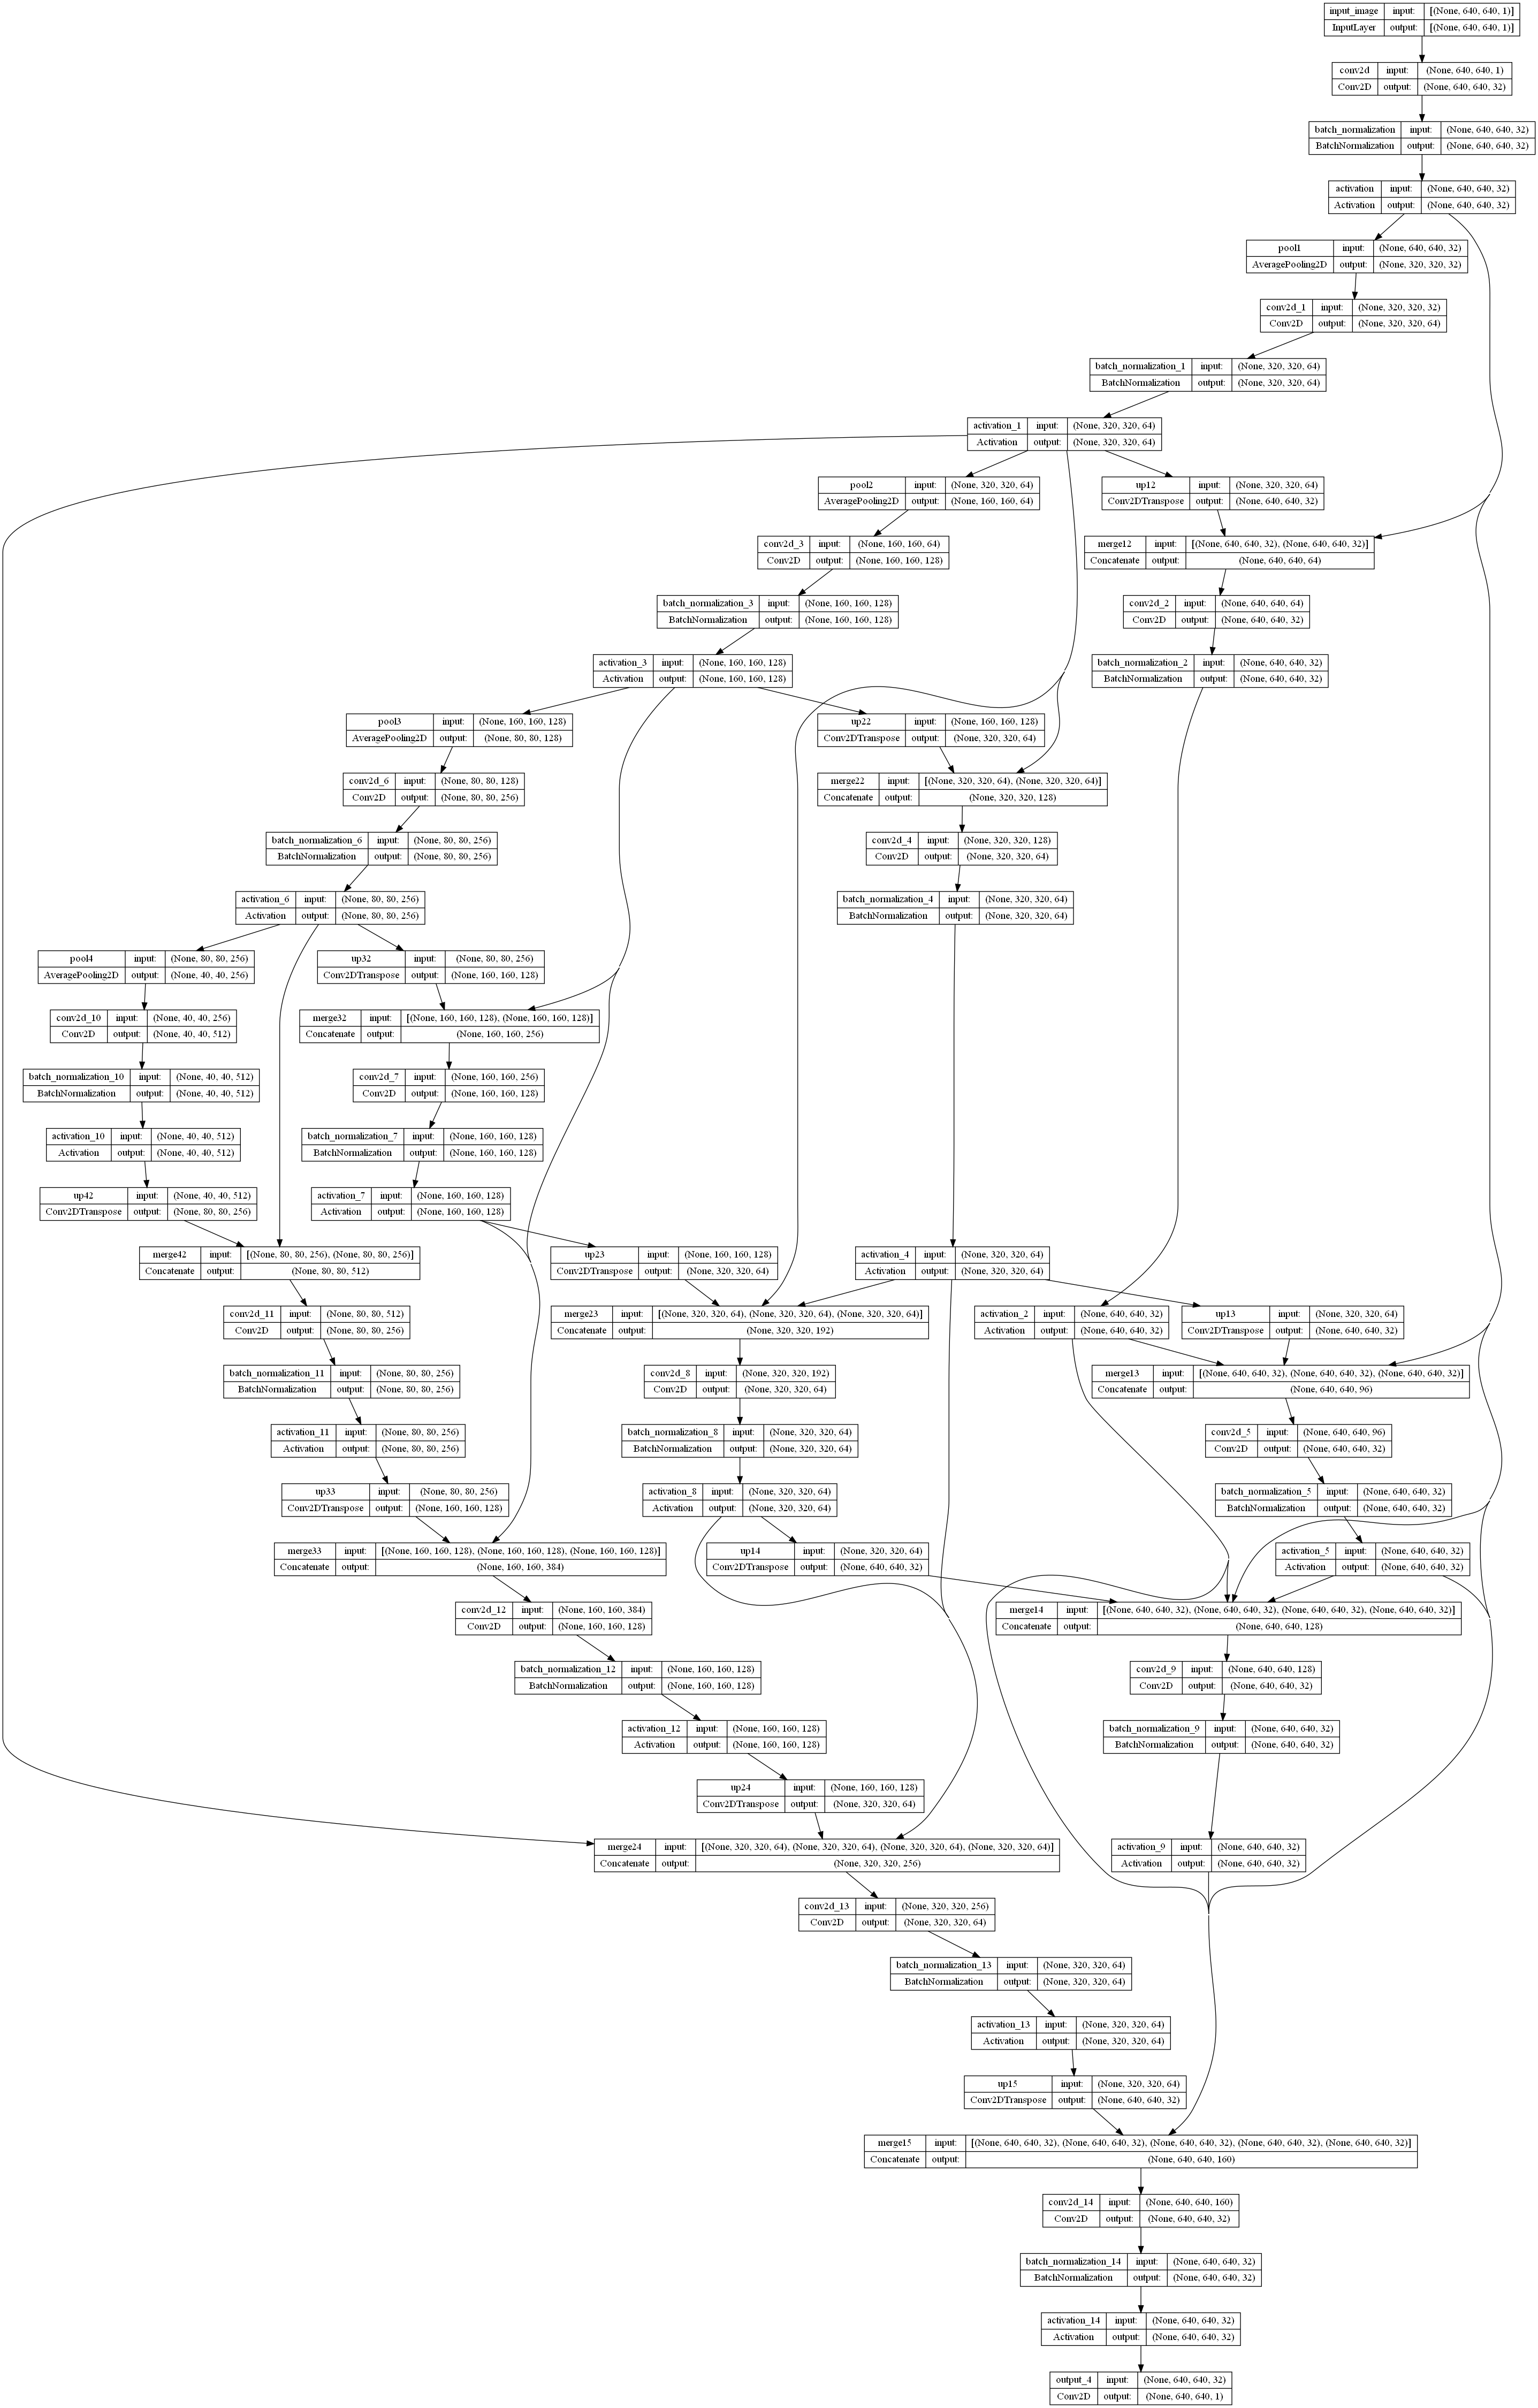 input_image input: [(None, 640, 640, 1)]
InputLayer output: [(None, 640, 640, 1)]
conv2d input: (None, 640, 640, 1)
Conv2D output: (None, 640, 640, 32)
batch_normalization input: (None, 640, 640, 32)
BatchNormalization output: (None, 640, 640, 32)
activation input: (None, 640, 640, 32)
Activation output: (None, 640, 640, 32)
pool1 input: (None, 640, 640, 32)
AveragePooling2D output: (None, 320, 320, 32)
conv2d_1 input: (None, 320, 320, 32)
Conv2D output: (None, 320, 320, 64)
batch_normalization_1 input: (None, 320, 320, 64)
BatchNormalization output: (None, 320, 320, 64)
activation_1 input: (None, 320, 320, 64)
Activation output: (None, 320, 320, 64)
pool2 input: (None, 320, 320, 64)
AveragePooling2D output: (None, 160, 160, 64)
up12 input: (None, 320, 320, 64)
Conv2DTranspose output: (None, 640, 640, 32)
conv2d_3 input: (None, 160, 160, 64)
Conv2D output: (None, 160, 160, 128)
merge12 input: [(None, 640, 640, 32), (None, 640, 640, 32)]
Concatenate output: (None, 640, 640, 64)
batch_normalization_3 input: (None, 160, 160, 128)
BatchNormalization output: (None, 160, 160, 128)
conv2d_2 input: (None, 640, 640, 64)
Conv2D output: (None, 640, 640, 32)
activation_3 input: (None, 160, 160, 128)
Activation output: (None, 160, 160, 128)
batch_normalization_2 input: (None, 640, 640, 32)
BatchNormalization output: (None, 640, 640, 32)
pool3 input: (None, 160, 160, 128)
AveragePooling2D output: (None, 80, 80, 128)
up22 input: (None, 160, 160, 128)
Conv2DTranspose output: (None, 320, 320, 64)
conv2d_6 input: (None, 80, 80, 128)
Conv2D output: (None, 80, 80, 256)
merge22 input: [(None, 320, 320, 64), (None, 320, 320, 64)]
Concatenate output: (None, 320, 320, 128)
batch_normalization_6 input: (None, 80, 80, 256)
BatchNormalization output: (None, 80, 80, 256)
conv2d_4 input: (None, 320, 320, 128)
Conv2D output: (None, 320, 320, 64)
activation_6 input: (None, 80, 80, 256)
Activation output: (None, 80, 80, 256)
batch_normalization_4 input: (None, 320, 320, 64)
BatchNormalization output: (None, 320, 320, 64)
pool4 input: (None, 80, 80, 256)
AveragePooling2D output: (None, 40, 40, 256)
up32 input: (None, 80, 80, 256)
Conv2DTranspose output: (None, 160, 160, 128)
conv2d_10 input: (None, 40, 40, 256)
Conv2D output: (None, 40, 40, 512)
merge32 input: [(None, 160, 160, 128), (None, 160, 160, 128)]
Concatenate output: (None, 160, 160, 256)
batch_normalization_10 input: (None, 40, 40, 512)
BatchNormalization output: (None, 40, 40, 512)
conv2d_7 input: (None, 160, 160, 256)
Conv2D output: (None, 160, 160, 128)
activation_10 input: (None, 40, 40, 512)
Activation output: (None, 40, 40, 512)
batch_normalization_7 input: (None, 160, 160, 128)
BatchNormalization output: (None, 160, 160, 128)
up42 input: (None, 40, 40, 512)
Conv2DTranspose output: (None, 80, 80, 256)
activation_7 input: (None, 160, 160, 128)
Activation output: (None, 160, 160, 128)
merge42 input: [(None, 80, 80, 256), (None, 80, 80, 256)]
Concatenate output: (None, 80, 80, 512)
up23 input: (None, 160, 160, 128)
Conv2DTranspose output: (None, 320, 320, 64)
activation_4 input: (None, 320, 320, 64)
Activation output: (None, 320, 320, 64)
conv2d_11 input: (None, 80, 80, 512)
Conv2D output: (None, 80, 80, 256)
merge23 input: [(None, 320, 320, 64), (None, 320, 320, 64), (None, 320, 320, 64)]
Concatenate output: (None, 320, 320, 192)
activation_2 input: (None, 640, 640, 32)
Activation output: (None, 640, 640, 32)
up13 input: (None, 320, 320, 64)
Conv2DTranspose output: (None, 640, 640, 32)
batch_normalization_11 input: (None, 80, 80, 256)
BatchNormalization output: (None, 80, 80, 256)
conv2d_8 input: (None, 320, 320, 192)
Conv2D output: (None, 320, 320, 64)
merge13 input: [(None, 640, 640, 32), (None, 640, 640, 32), (None, 640, 640, 32)]
Concatenate output: (None, 640, 640, 96)
activation_11 input: (None, 80, 80, 256)
Activation output: (None, 80, 80, 256)
batch_normalization_8 input: (None, 320, 320, 64)
BatchNormalization output: (None, 320, 320, 64)
conv2d_5 input: (None, 640, 640, 96)
Conv2D output: (None, 640, 640, 32)
up33 input: (None, 80, 80, 256)
Conv2DTranspose output: (None, 160, 160, 128)
activation_8 input: (None, 320, 320, 64)
Activation output: (None, 320, 320, 64)
batch_normalization_5 input: (None, 640, 640, 32)
BatchNormalization output: (None, 640, 640, 32)
merge33 input: [(None, 160, 160, 128), (None, 160, 160, 128), (None, 160, 160, 128)]
Concatenate output: (None, 160, 160, 384)
up14 input: (None, 320, 320, 64)
Conv2DTranspose output: (None, 640, 640, 32)
activation_5 input: (None, 640, 640, 32)
Activation output: (None, 640, 640, 32)
conv2d_12 input: (None, 160, 160, 384)
Conv2D output: (None, 160, 160, 128)
merge14 input: [(None, 640, 640, 32), (None, 640, 640, 32), (None, 640, 640, 32), (None, 640, 640, 32)]
Concatenate output: (None, 640, 640, 128)
batch_normalization_12 input: (None, 160, 160, 128)
BatchNormalization output: (None, 160, 160, 128)
conv2d_9 input: (None, 640, 640, 128)
Conv2D output: (None, 640, 640, 32)
activation_12 input: (None, 160, 160, 128)
Activation output: (None, 160, 160, 128)
batch_normalization_9 input: (None, 640, 640, 32)
BatchNormalization output: (None, 640, 640, 32)
up24 input: (None, 160, 160, 128)
Conv2DTranspose output: (None, 320, 320, 64)
merge24 input: [(None, 320, 320, 64), (None, 320, 320, 64), (None, 320, 320, 64), (None, 320, 320, 64)]
Concatenate output: (None, 320, 320, 256)
activation_9 input: (None, 640, 640, 32)
Activation output: (None, 640, 640, 32)
conv2d_13 input: (None, 320, 320, 256)
Conv2D output: (None, 320, 320, 64)
batch_normalization_13 input: (None, 320, 320, 64)
BatchNormalization output: (None, 320, 320, 64)
activation_13 input: (None, 320, 320, 64)
Activation output: (None, 320, 320, 64)
up15 input: (None, 320, 320, 64)
Conv2DTranspose output: (None, 640, 640, 32)
merge15 input: [(None, 640, 640, 32), (None, 640, 640, 32), (None, 640, 640, 32), (None, 640, 640, 32), (None, 640, 640, 32)]
Concatenate output: (None, 640, 640, 160)
conv2d_14 input: (None, 640, 640, 160)
Conv2D output: (None, 640, 640, 32)
batch_normalization_14 input: (None, 640, 640, 32)
BatchNormalization output: (None, 640, 640, 32)
activation_14 input: (None, 640, 640, 32)
Activation output: (None, 640, 640, 32)
output_4 input: (None, 640, 640, 32)
Conv2D output: (None, 640, 640, 1)